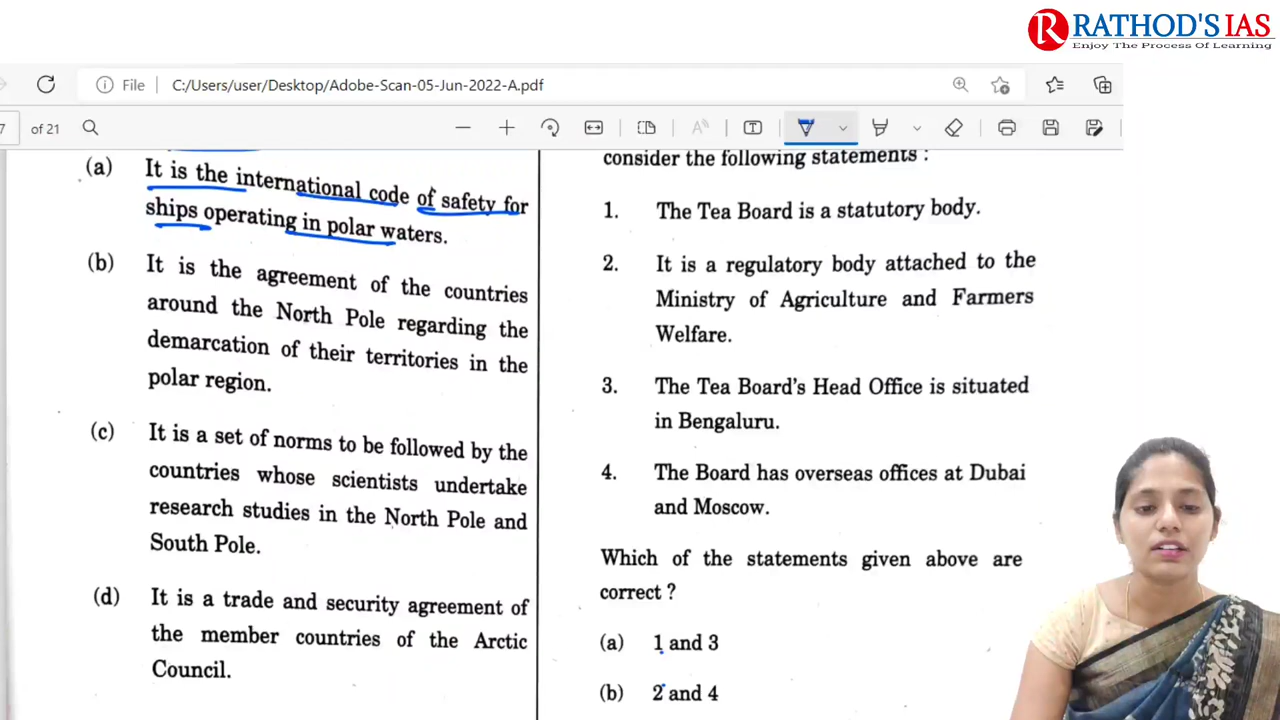 RATHOD'S IAS
Enjoy The Process Of Learning
File
C:/Users/user/Desktop/Adobe-Scan-05-Jun-2022-A.pdf
7 of 21
(a) It is the international code of safety for
ships operating in polar waters.
(b) It is the agreement of the countries
around the North Pole regarding the
demarcation of their territories in the
polar region.
(c) It is a set of norms to be followed by the
countries whose scientists undertake
research studies in the North Pole and
South Pole.
(d) It is a trade and security agreement of
the member countries of the Arctic
Council.
consider the following statements :
1. The Tea Board is a statutory body.
2. It is a regulatory body attached to the
Ministry of Agriculture and Farmers
Welfare.
3. The Tea Board's Head Office is situated
in Bengaluru.
4. The Board has overseas offices at Dubai
and Moscow.
Which of the statements given above are
correct ?
(a) 1 and 3
(b) 2 and 4